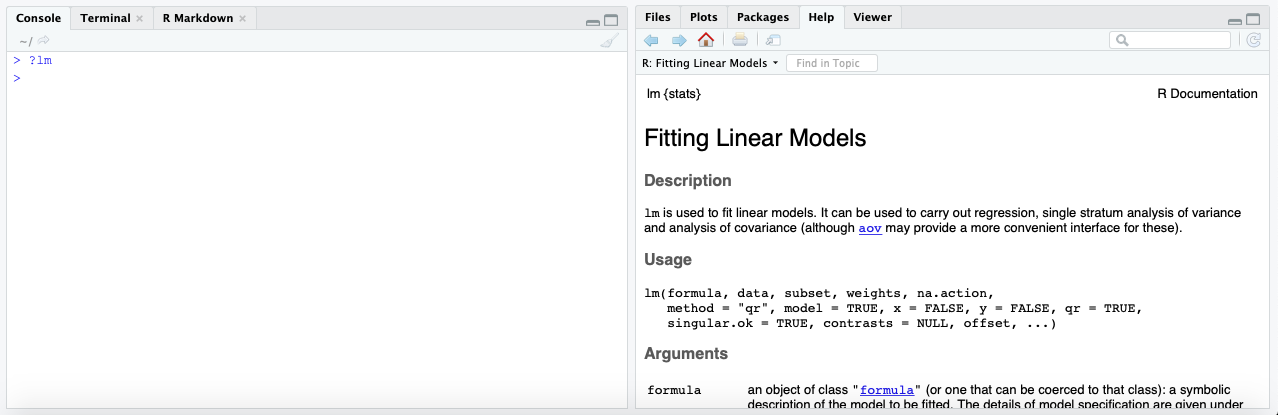 Console Terminal × R Markdown ×
~/
> ?lm
>
Files Plots Packages Help Viewer
R: Fitting Linear Models Find in Topic
lm {stats} R Documentation
Fitting Linear Models
Description
lm is used to fit linear models. It can be used to carry out regression, single stratum analysis of variance
and analysis of covariance (although aov may provide a more convenient interface for these).
Usage
lm(formula, data, subset, weights, na.action,
   method = "qr", model = TRUE, x = FALSE, y = FALSE, qr = TRUE,
   singular.ok = TRUE, contrasts = NULL, offset, ...)
Arguments
formula an object of class "formula" (or one that can be coerced to that class): a symbolic
description of the model to be fitted. The details of model specification are given under